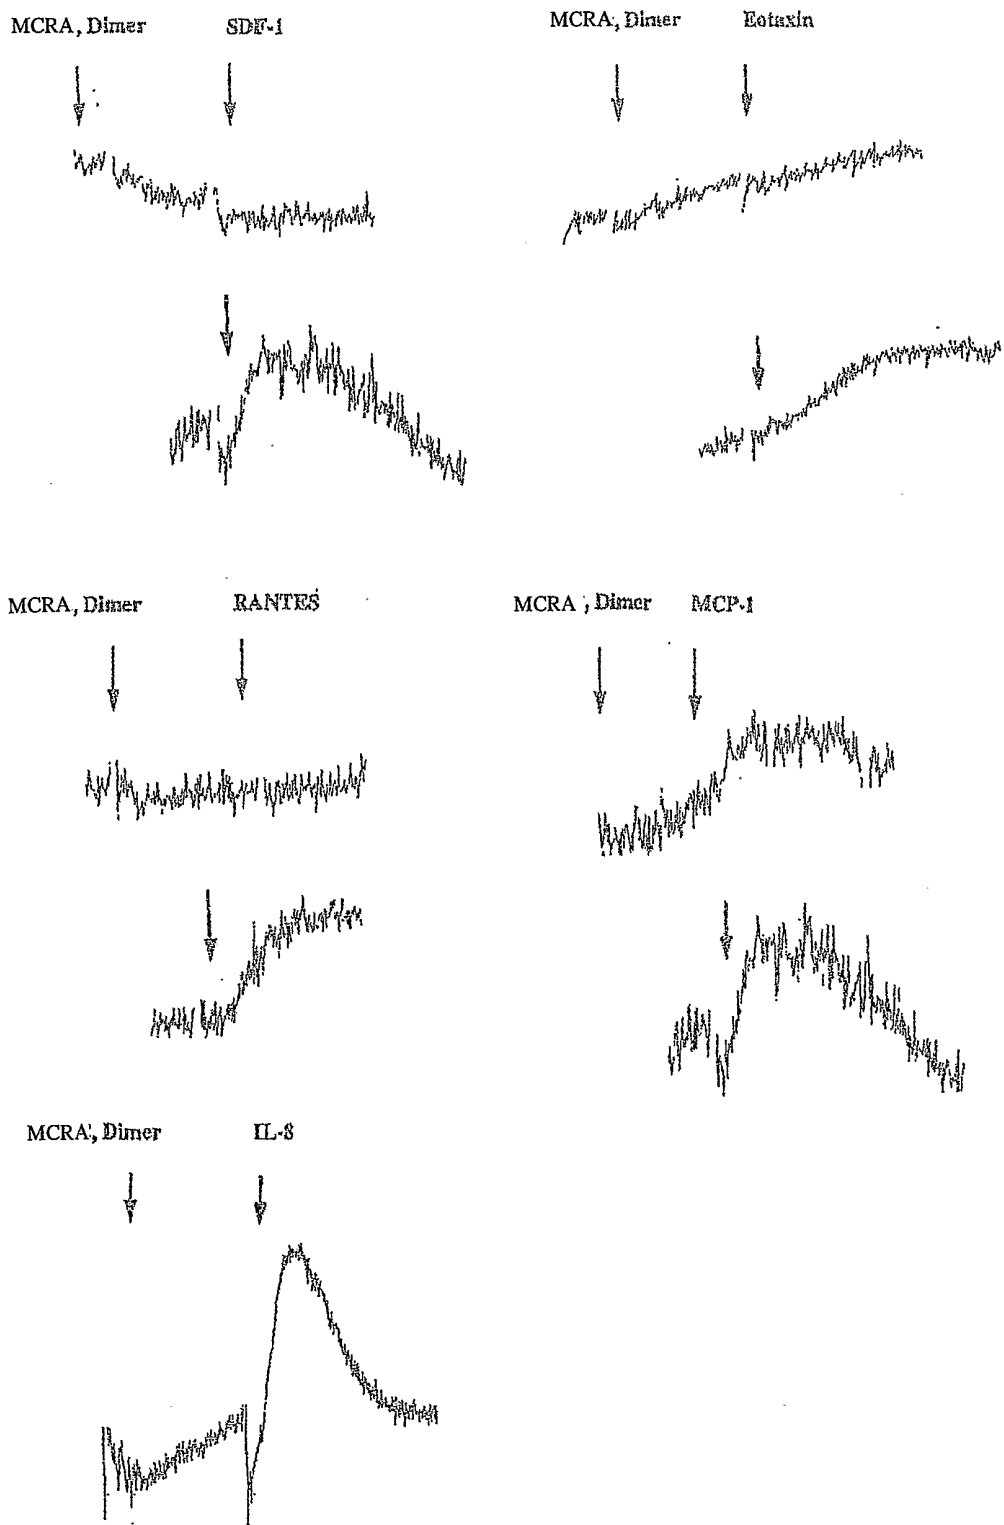 MCRA, Dimer SDF-1
MCRA, Dimer Eotaxin
MCRA, Dimer RANTES
MCRA, Dimer MCP-1
MCRA, Dimer IL-8